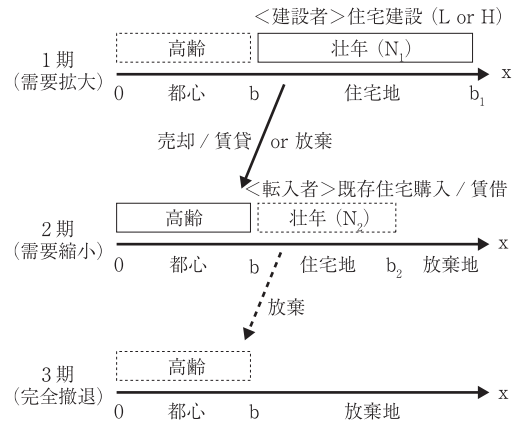 <建設者>住宅建設 (L or H)
高齢
壮年 (N1)
1 期
(需要拡大)
x
0 都心 b 住宅地 b1
売却 / 賃貸 or 放棄
<転入者>既存住宅購入 / 賃借
高齢
壮年 (N2)
2 期
(需要縮小)
x
0 都心 b 住宅地 b2 放棄地
放棄
高齢
3 期
(完全撤退)
x
0 都心 b 放棄地